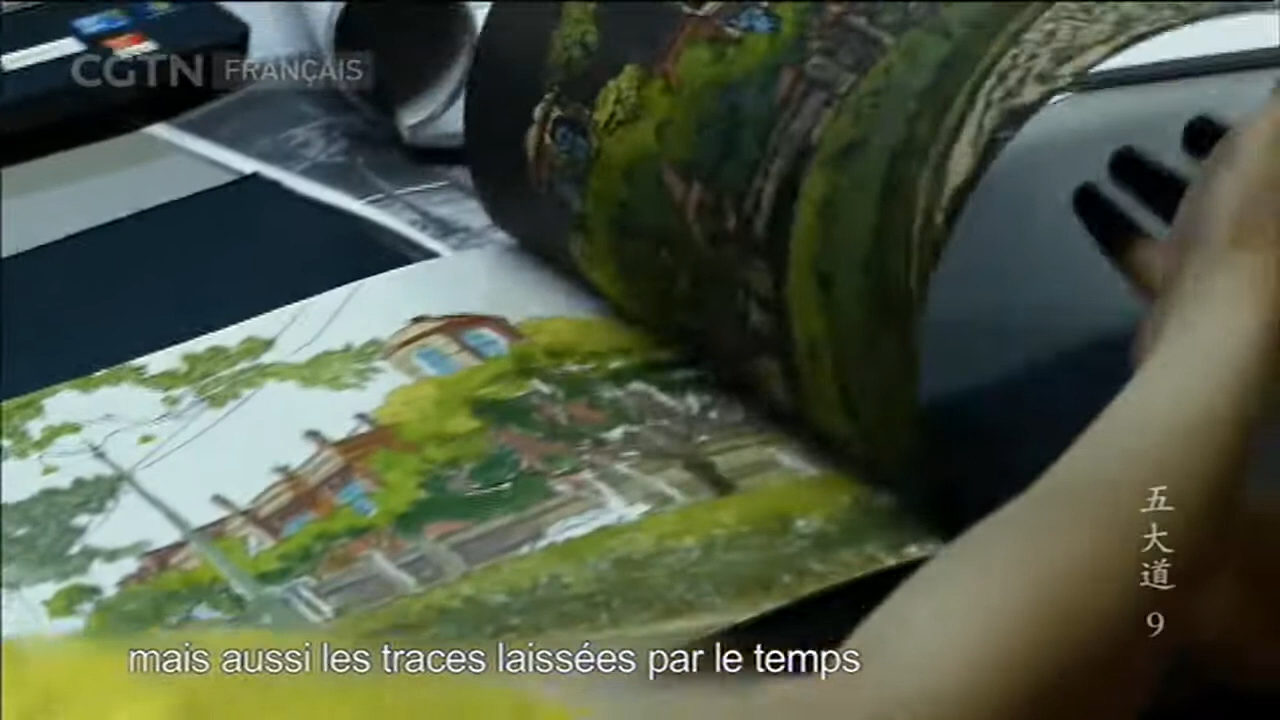 CGTN FRANÇAIS
五大道 9
mais aussi les traces laissées par le temps